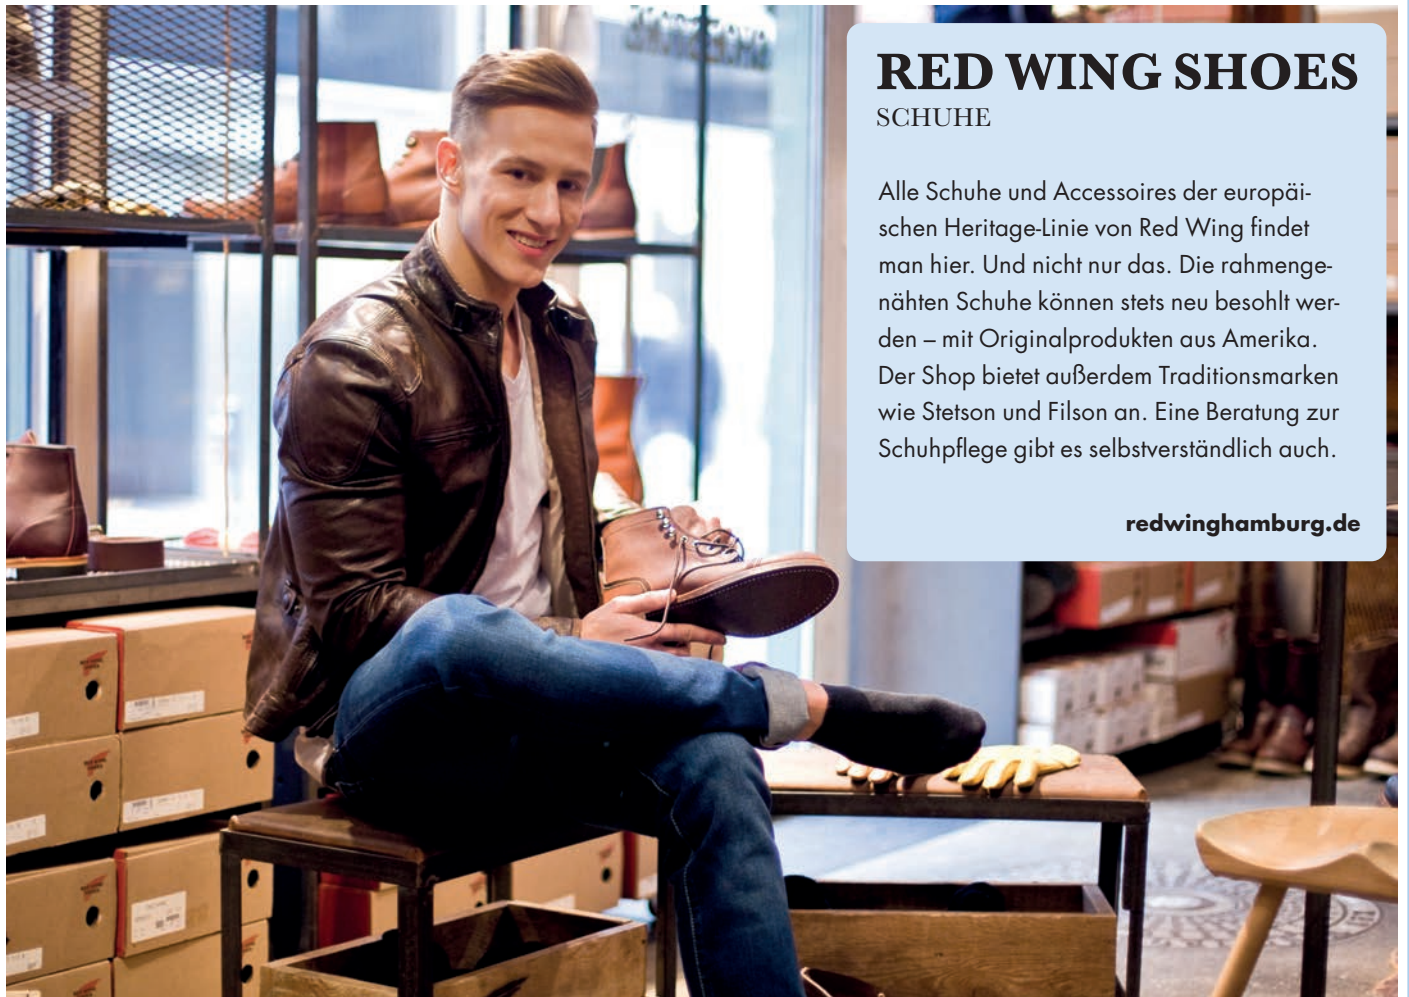 RED WING SHOES
SCHUHE
Alle Schuhe und Accessoires der europäi-
schen Heritage-Linie von Red Wing findet
man hier. Und nicht nur das. Die rahmenge-
nähten Schuhe können stets neu besohlt wer-
den – mit Originalprodukten aus Amerika.
Der Shop bietet außerdem Traditionsmarken
wie Stetson und Filson an. Eine Beratung zur
Schuhpflege gibt es selbstverständlich auch.
redwinghamburg.de